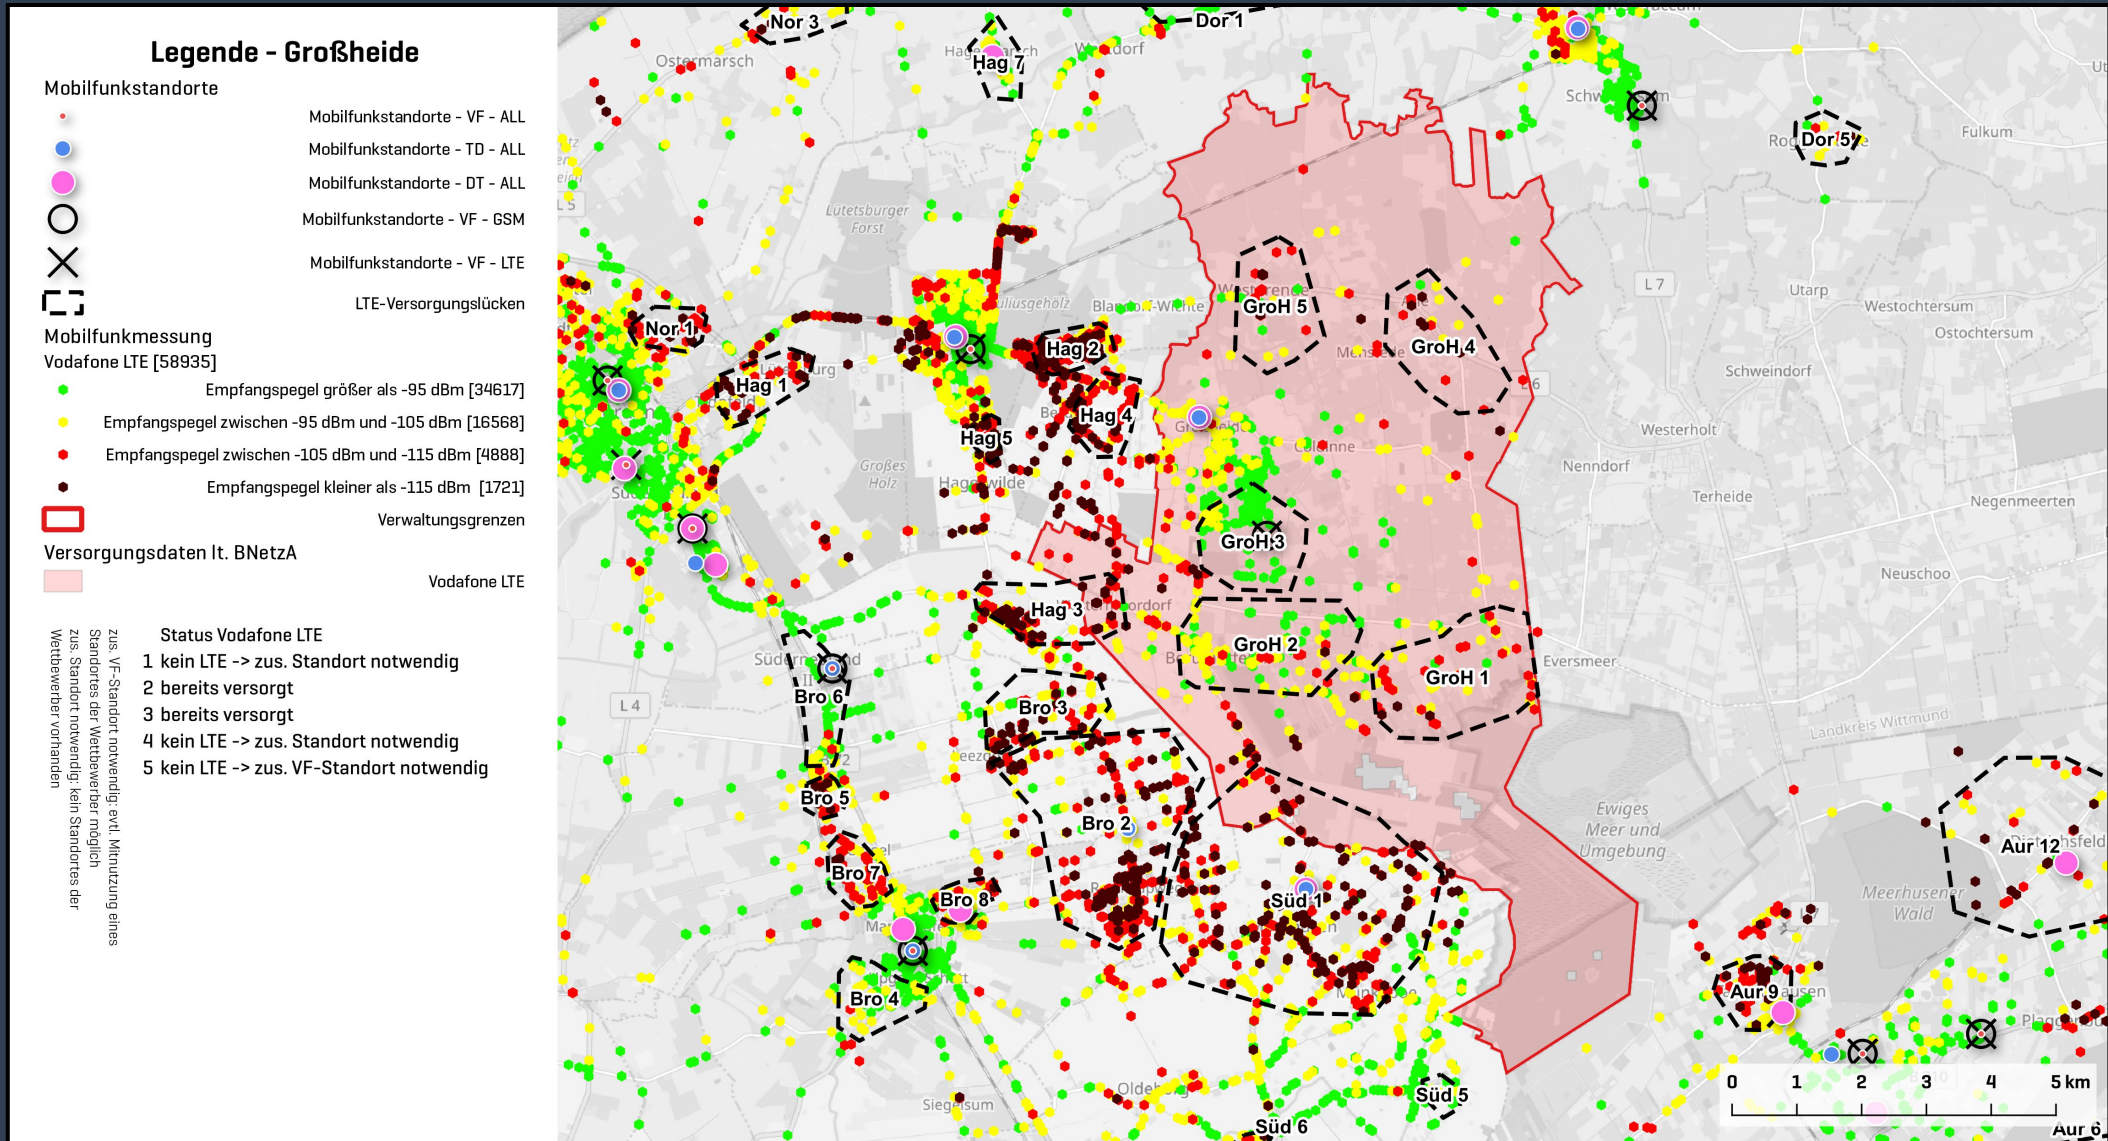 Legende - Großheide
Mobilfunkstandorte
Mobilfunkstandorte - VF - ALL
Mobilfunkstandorte - TD - ALL
Mobilfunkstandorte - DT - ALL
Mobilfunkstandorte - VF - GSM
Mobilfunkstandorte - VF - LTE
LTE-Versorgungslücken
Mobilfunkmessung
Vodafone LTE [58935]
Empfangspegel größer als -95 dBm [34617]
Empfangspegel zwischen -95 dBm und -105 dBm [16568]
Empfangspegel zwischen -105 dBm und -115 dBm [4888]
Empfangspegel kleiner als -115 dBm [1721]
Verwaltungsgrenzen
Versorgungsdaten lt. BNetzA
Vodafone LTE
Status Vodafone LTE
1 kein LTE -> zus. Standort notwendig
2 bereits versorgt
3 bereits versorgt
4 kein LTE -> zus. Standort notwendig
5 kein LTE -> zus. VF-Standort notwendig
zus. VF-Standort notwendig; evtl. Mitnutzung eines
Standortes der Wettbewerber möglich
zus. Standort notwendig; kein Standortes der
Wettbewerber vorhanden
Nor 3
Dor 1
Ostermarsch
Hag 7
Fulkum
Dor 5
L 5
Lütetsburger
Forst
L 7
Utarp
Westochtersum
Ostochtersum
GroH 5
Nor 1
Hag 2
GroH 4
Hag 1
Schweindorf
L 6
Hag 4
Hag 5
Westerholt
Großes
Holz
Nenndorf
Terheide
Negenmeerten
GroH 3
Neuschoo
Hag 3
GroH 2
Eversmeer
GroH 1
Bro 6
L 4
Bro 3
Landkreis Wittmund
Bro 5
Bro 2
Ewiges
Meer und
Umgebung
Aur 12
Bro 7
Bro 8
Süd 1
Meerhusener
Wald
Aur 9
Bro 4
Siegelsum
Süd 5
Süd 6
Aur 6
0 1 2 3 4 5 km